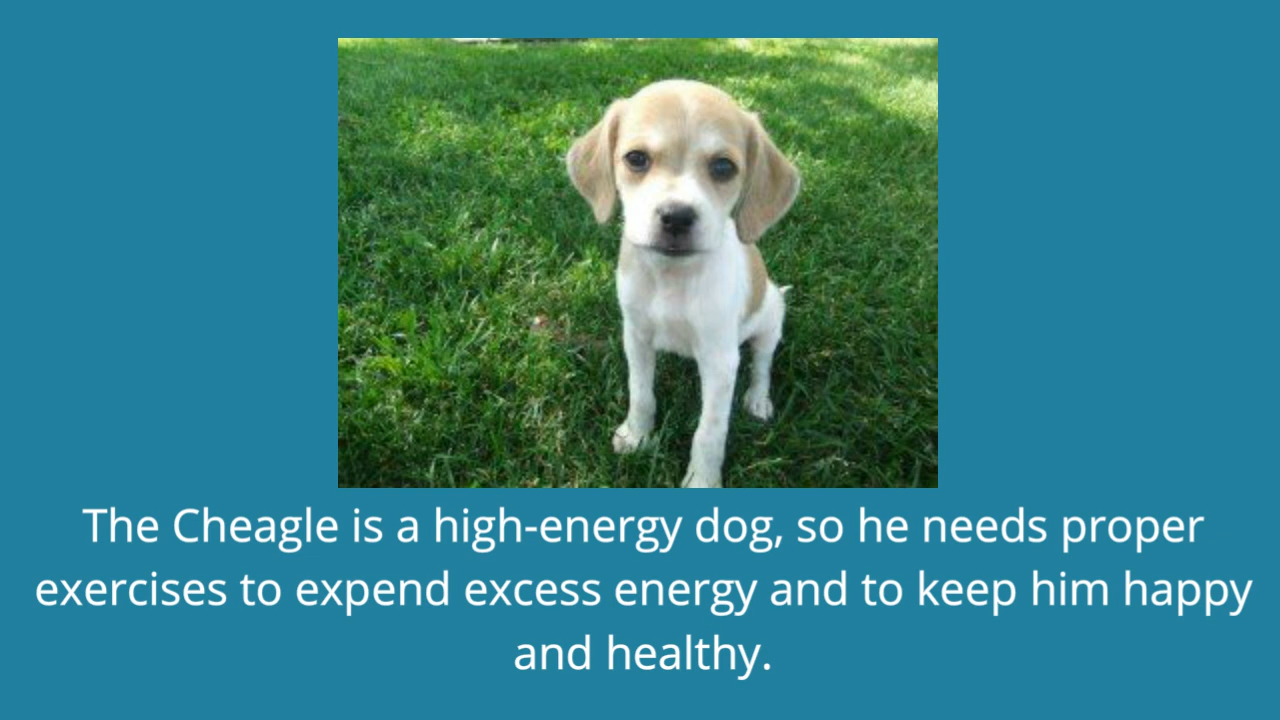 The Cheagle is a high-energy dog, so he needs proper
exercises to expend excess energy and to keep him happy
and healthy.